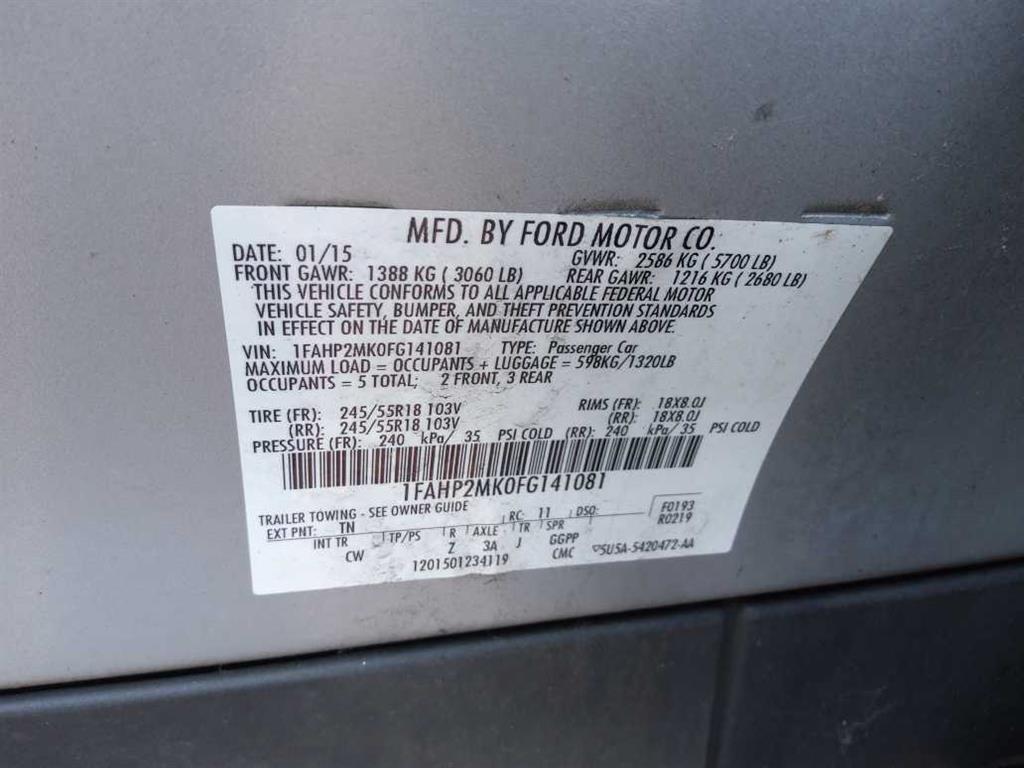 MFD. BY FORD MOTOR CO.
DATE: 01/15 GVWR: 2586 KG ( 5700 LB)
FRONT GAWR: 1388 KG ( 3060 LB) REAR GAWR: 1216 KG ( 2680 LB)
THIS VEHICLE CONFORMS TO ALL APPLICABLE FEDERAL MOTOR
VEHICLE SAFETY, BUMPER, AND THEFT PREVENTION STANDARDS
IN EFFECT ON THE DATE OF MANUFACTURE SHOWN ABOVE.
VIN: 1FAHP2MK0FG141081 TYPE: Passenger Car
MAXIMUM LOAD = OCCUPANTS + LUGGAGE = 598KG/1320LB
OCCUPANTS = 5 TOTAL; 2 FRONT, 3 REAR
TIRE (FR): 245/55R18 103V RIMS (FR): 18X8.0J
(RR): 245/55R18 103V (RR): 18X8.0J
PRESSURE (FR): 240 kPa/ 35 PSI COLD (RR): 240 kPa/ 35 PSI COLD
1FAHP2MK0FG141081
TRAILER TOWING - SEE OWNER GUIDE
EXT PNT: TN RC: 11 DSO: F0193
R0219
INT TR TP/PS R AXLE TR SPR
CW Z 3A J GGPP
1201501234119 CMC 5U5A-5420472-AA